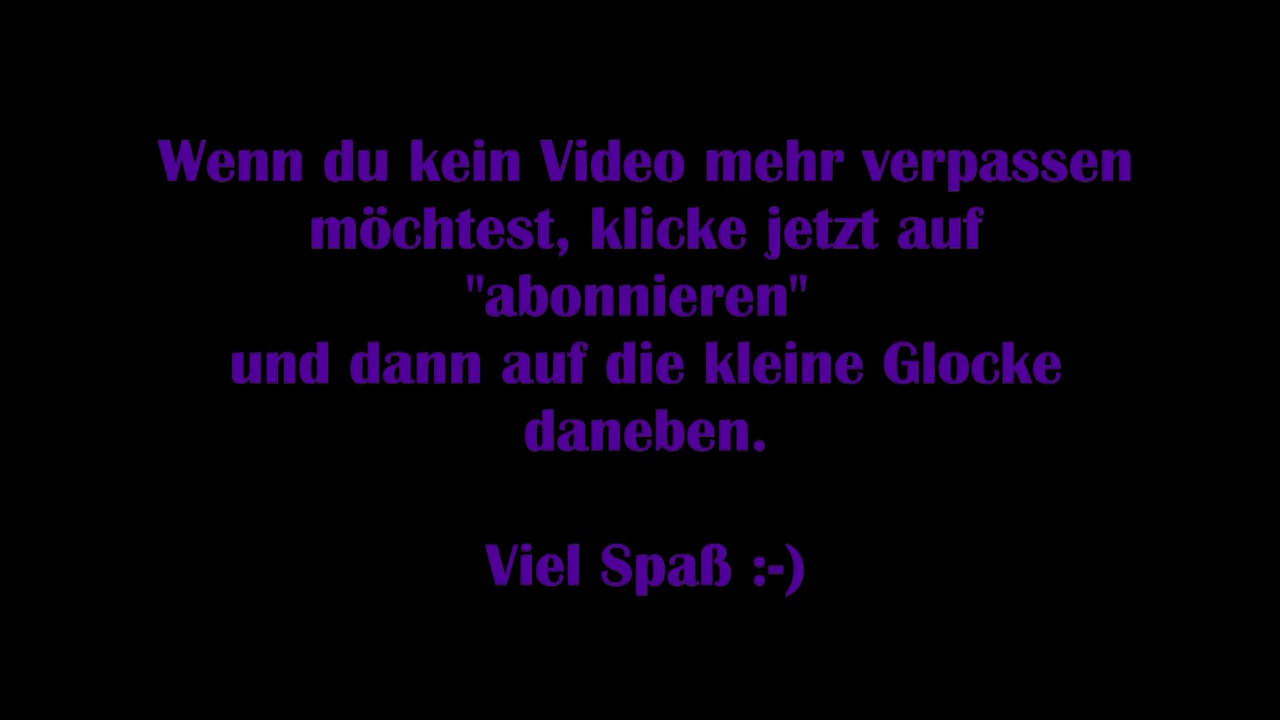 Wenn du kein Video mehr verpassen
möchtest, klicke jetzt auf
"abonnieren"
und dann auf die kleine Glocke
daneben.
Viel Spaß :-)